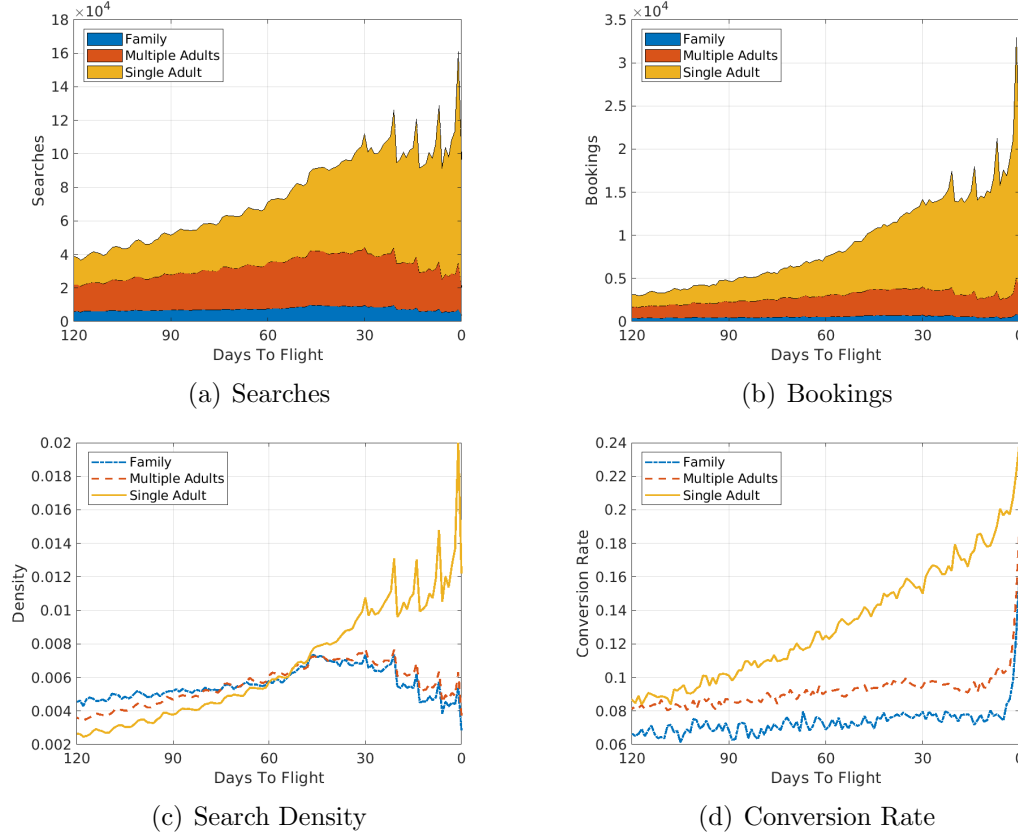 ×10⁴
18
16
14
12
10
8
6
4
2
0
Searches
Family
Multiple Adults
Single Adult
120 90 60 30 0
Days To Flight
(a) Searches
×10⁴
3.5
3
2.5
2
1.5
1
0.5
0
Bookings
Family
Multiple Adults
Single Adult
120 90 60 30 0
Days To Flight
(b) Bookings
0.02
0.018
0.016
0.014
0.012
0.01
0.008
0.006
0.004
0.002
Density
Family
Multiple Adults
Single Adult
120 90 60 30 0
Days To Flight
(c) Search Density
0.24
0.22
0.2
0.18
0.16
0.14
0.12
0.1
0.08
0.06
Conversion Rate
Family
Multiple Adults
Single Adult
120 90 60 30 0
Days To Flight
(d) Conversion Rate